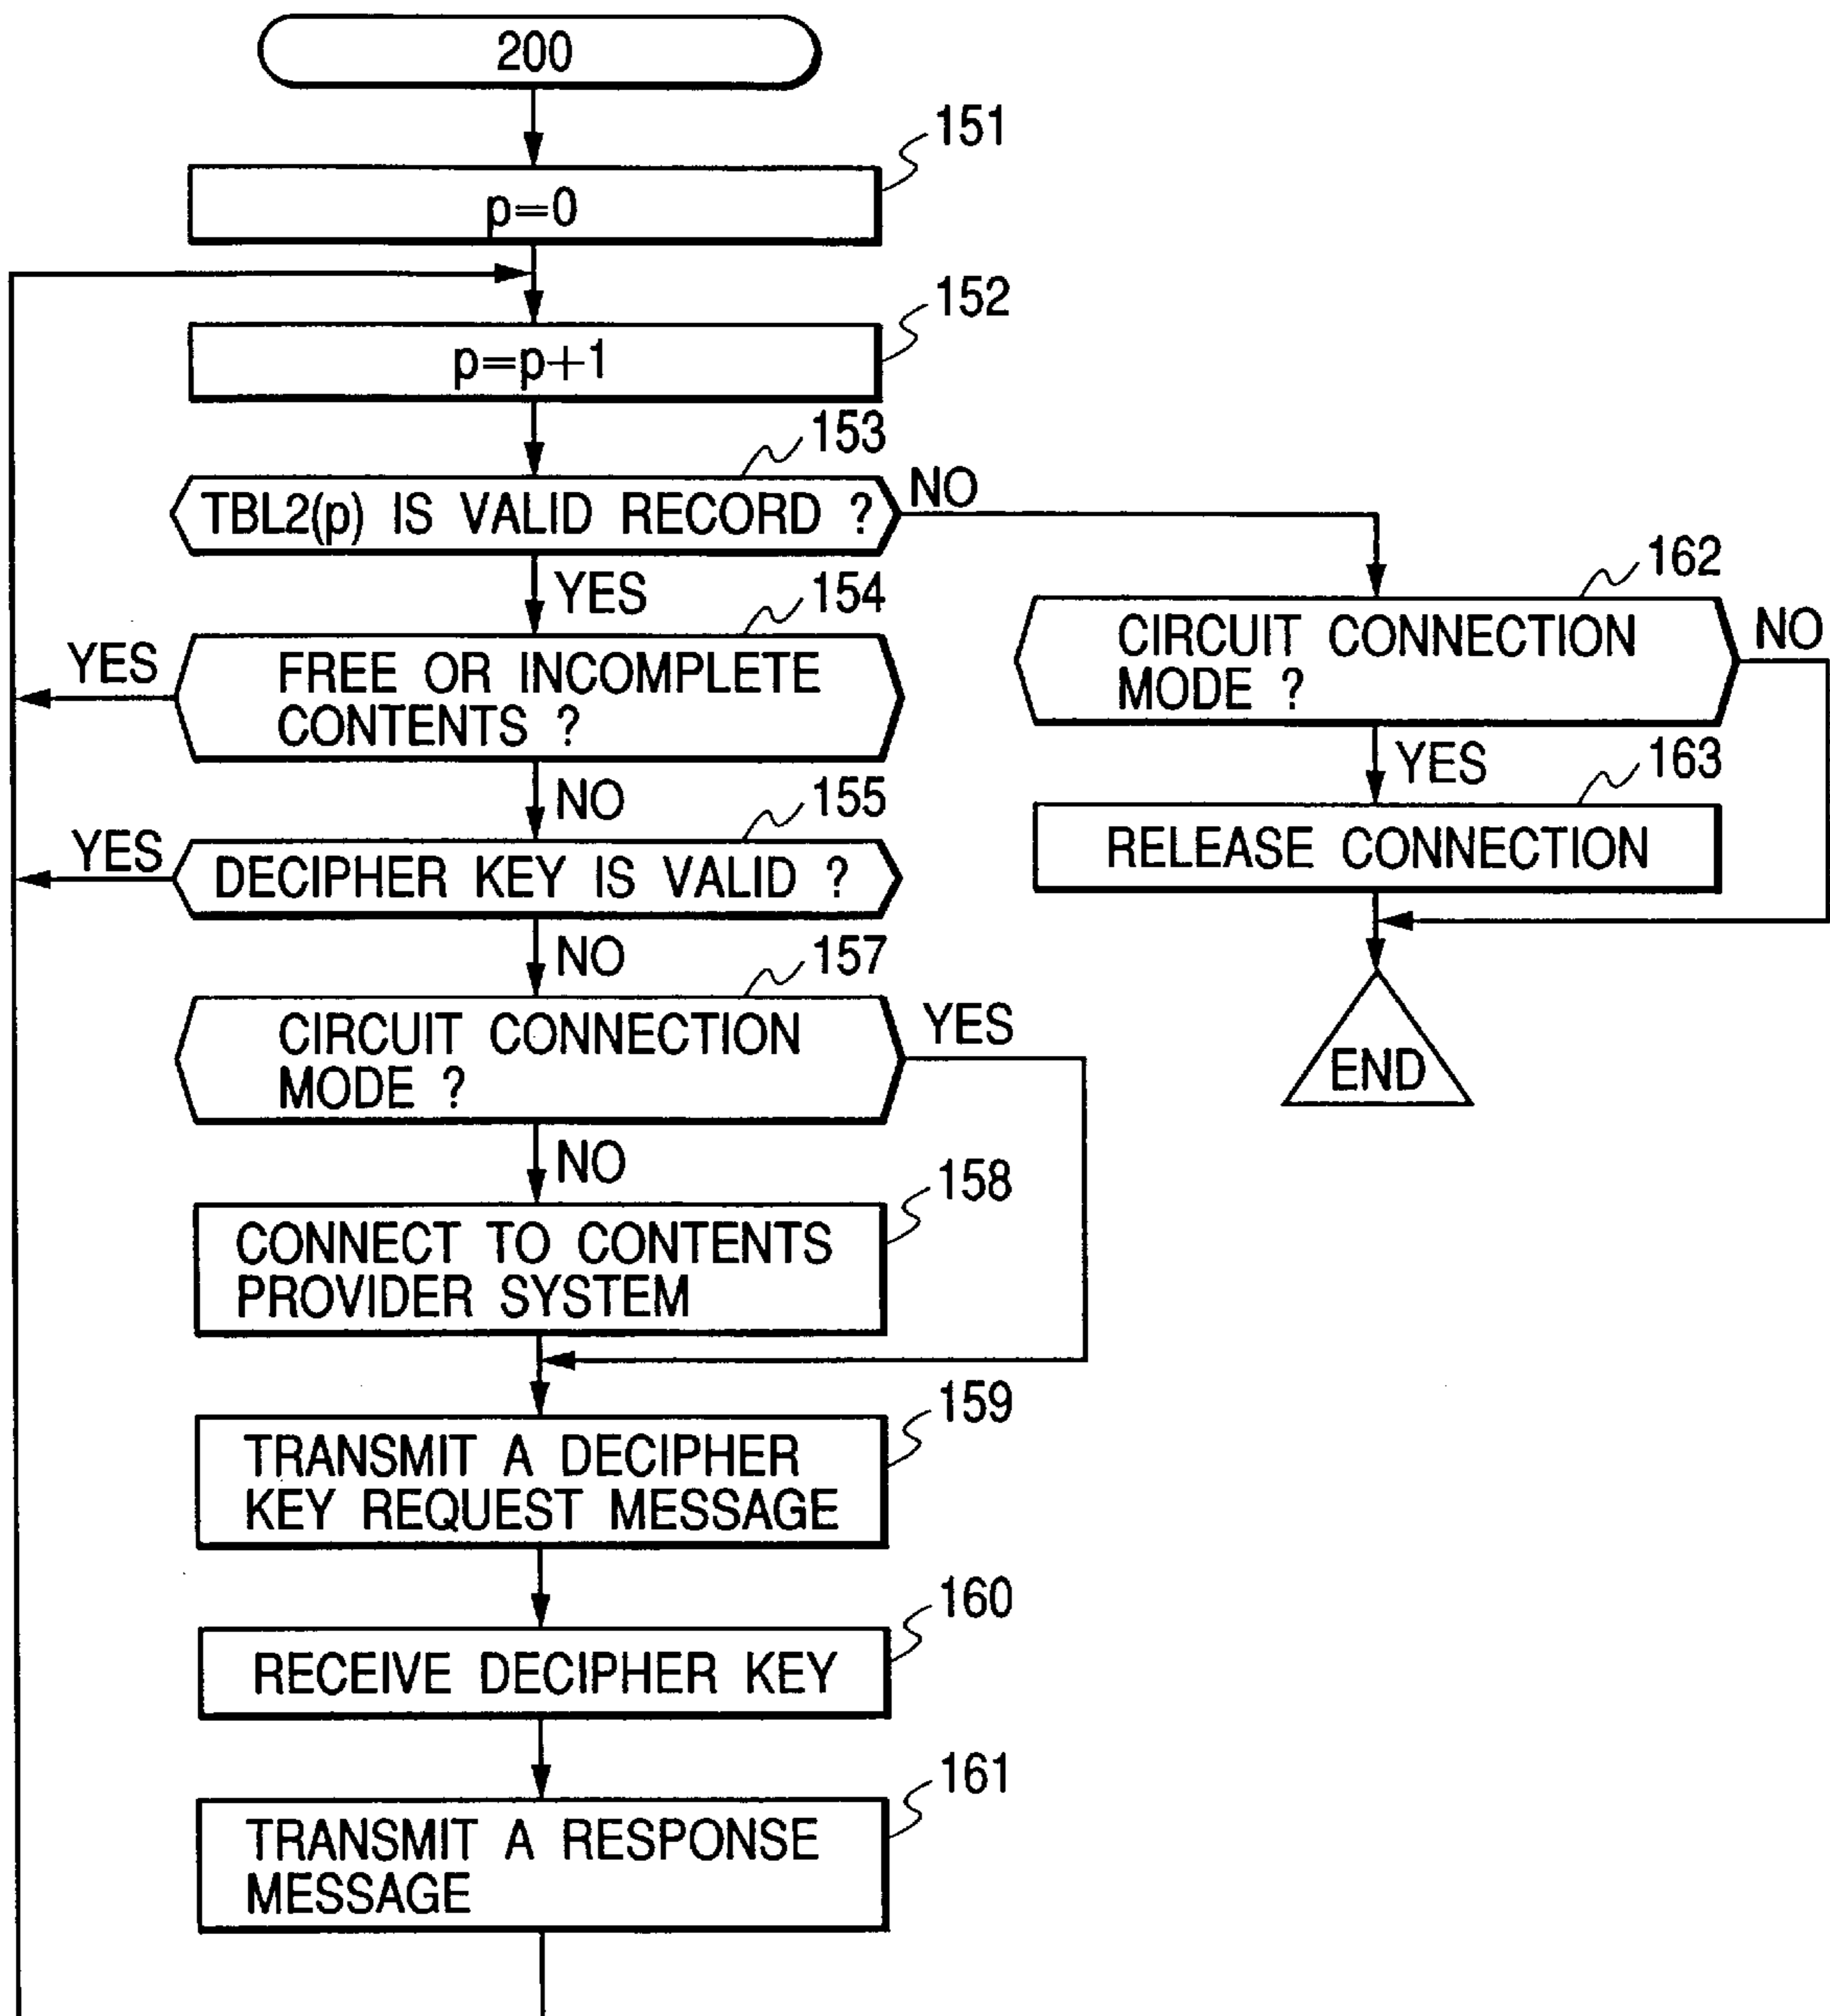 200
151
p=0
152
p=p+1
153
TBL2(p) IS VALID RECORD ?
NO
YES
154
YES
FREE OR INCOMPLETE
CONTENTS ?
NO
155
YES
DECIPHER KEY IS VALID ?
NO
157
CIRCUIT CONNECTION
MODE ?
YES
NO
158
CONNECT TO CONTENTS
PROVIDER SYSTEM
159
TRANSMIT A DECIPHER
KEY REQUEST MESSAGE
160
RECEIVE DECIPHER KEY
161
TRANSMIT A RESPONSE
MESSAGE
162
CIRCUIT CONNECTION
MODE ?
NO
YES
163
RELEASE CONNECTION
END